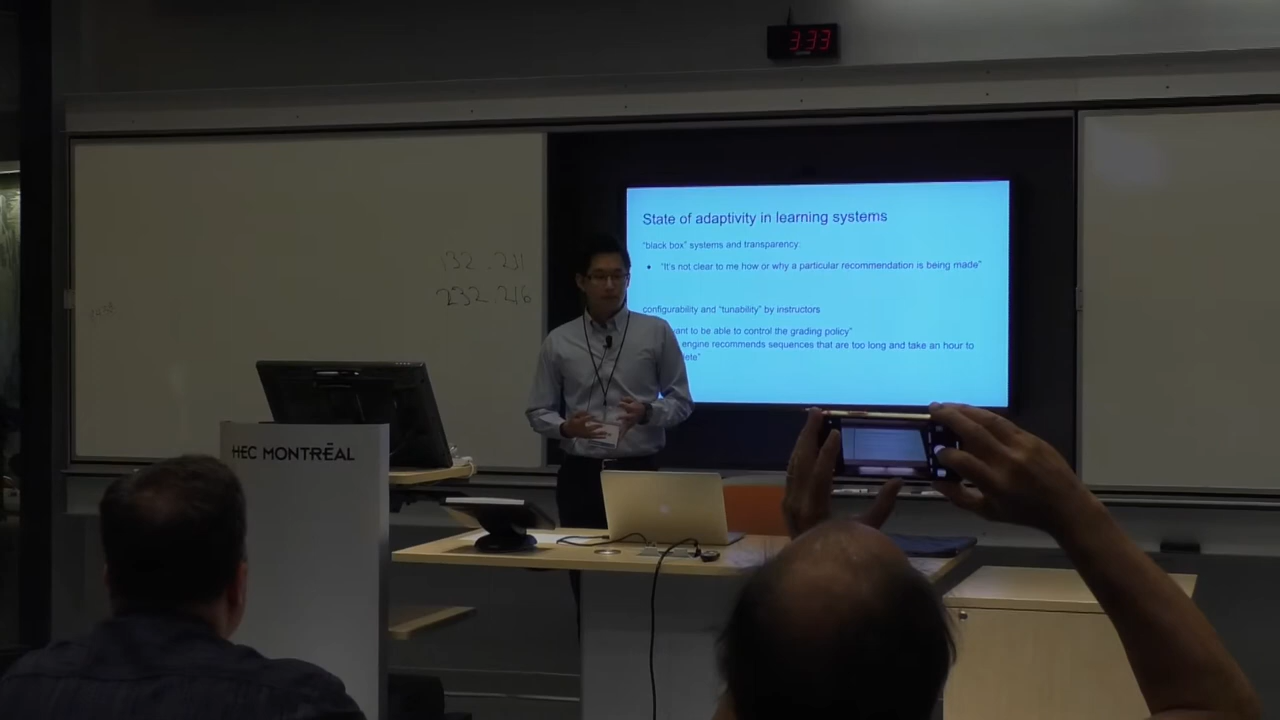 3:33
State of adaptivity in learning systems
"black box" systems and transparency:
• "It's not clear to me how or why a particular recommendation is being made"
configurability and "tunability" by instructors
ant to be able to control the grading policy"
engine recommends sequences that are too long and take an hour to
lete"
132.231
232.216
HEC MONTRĒAL